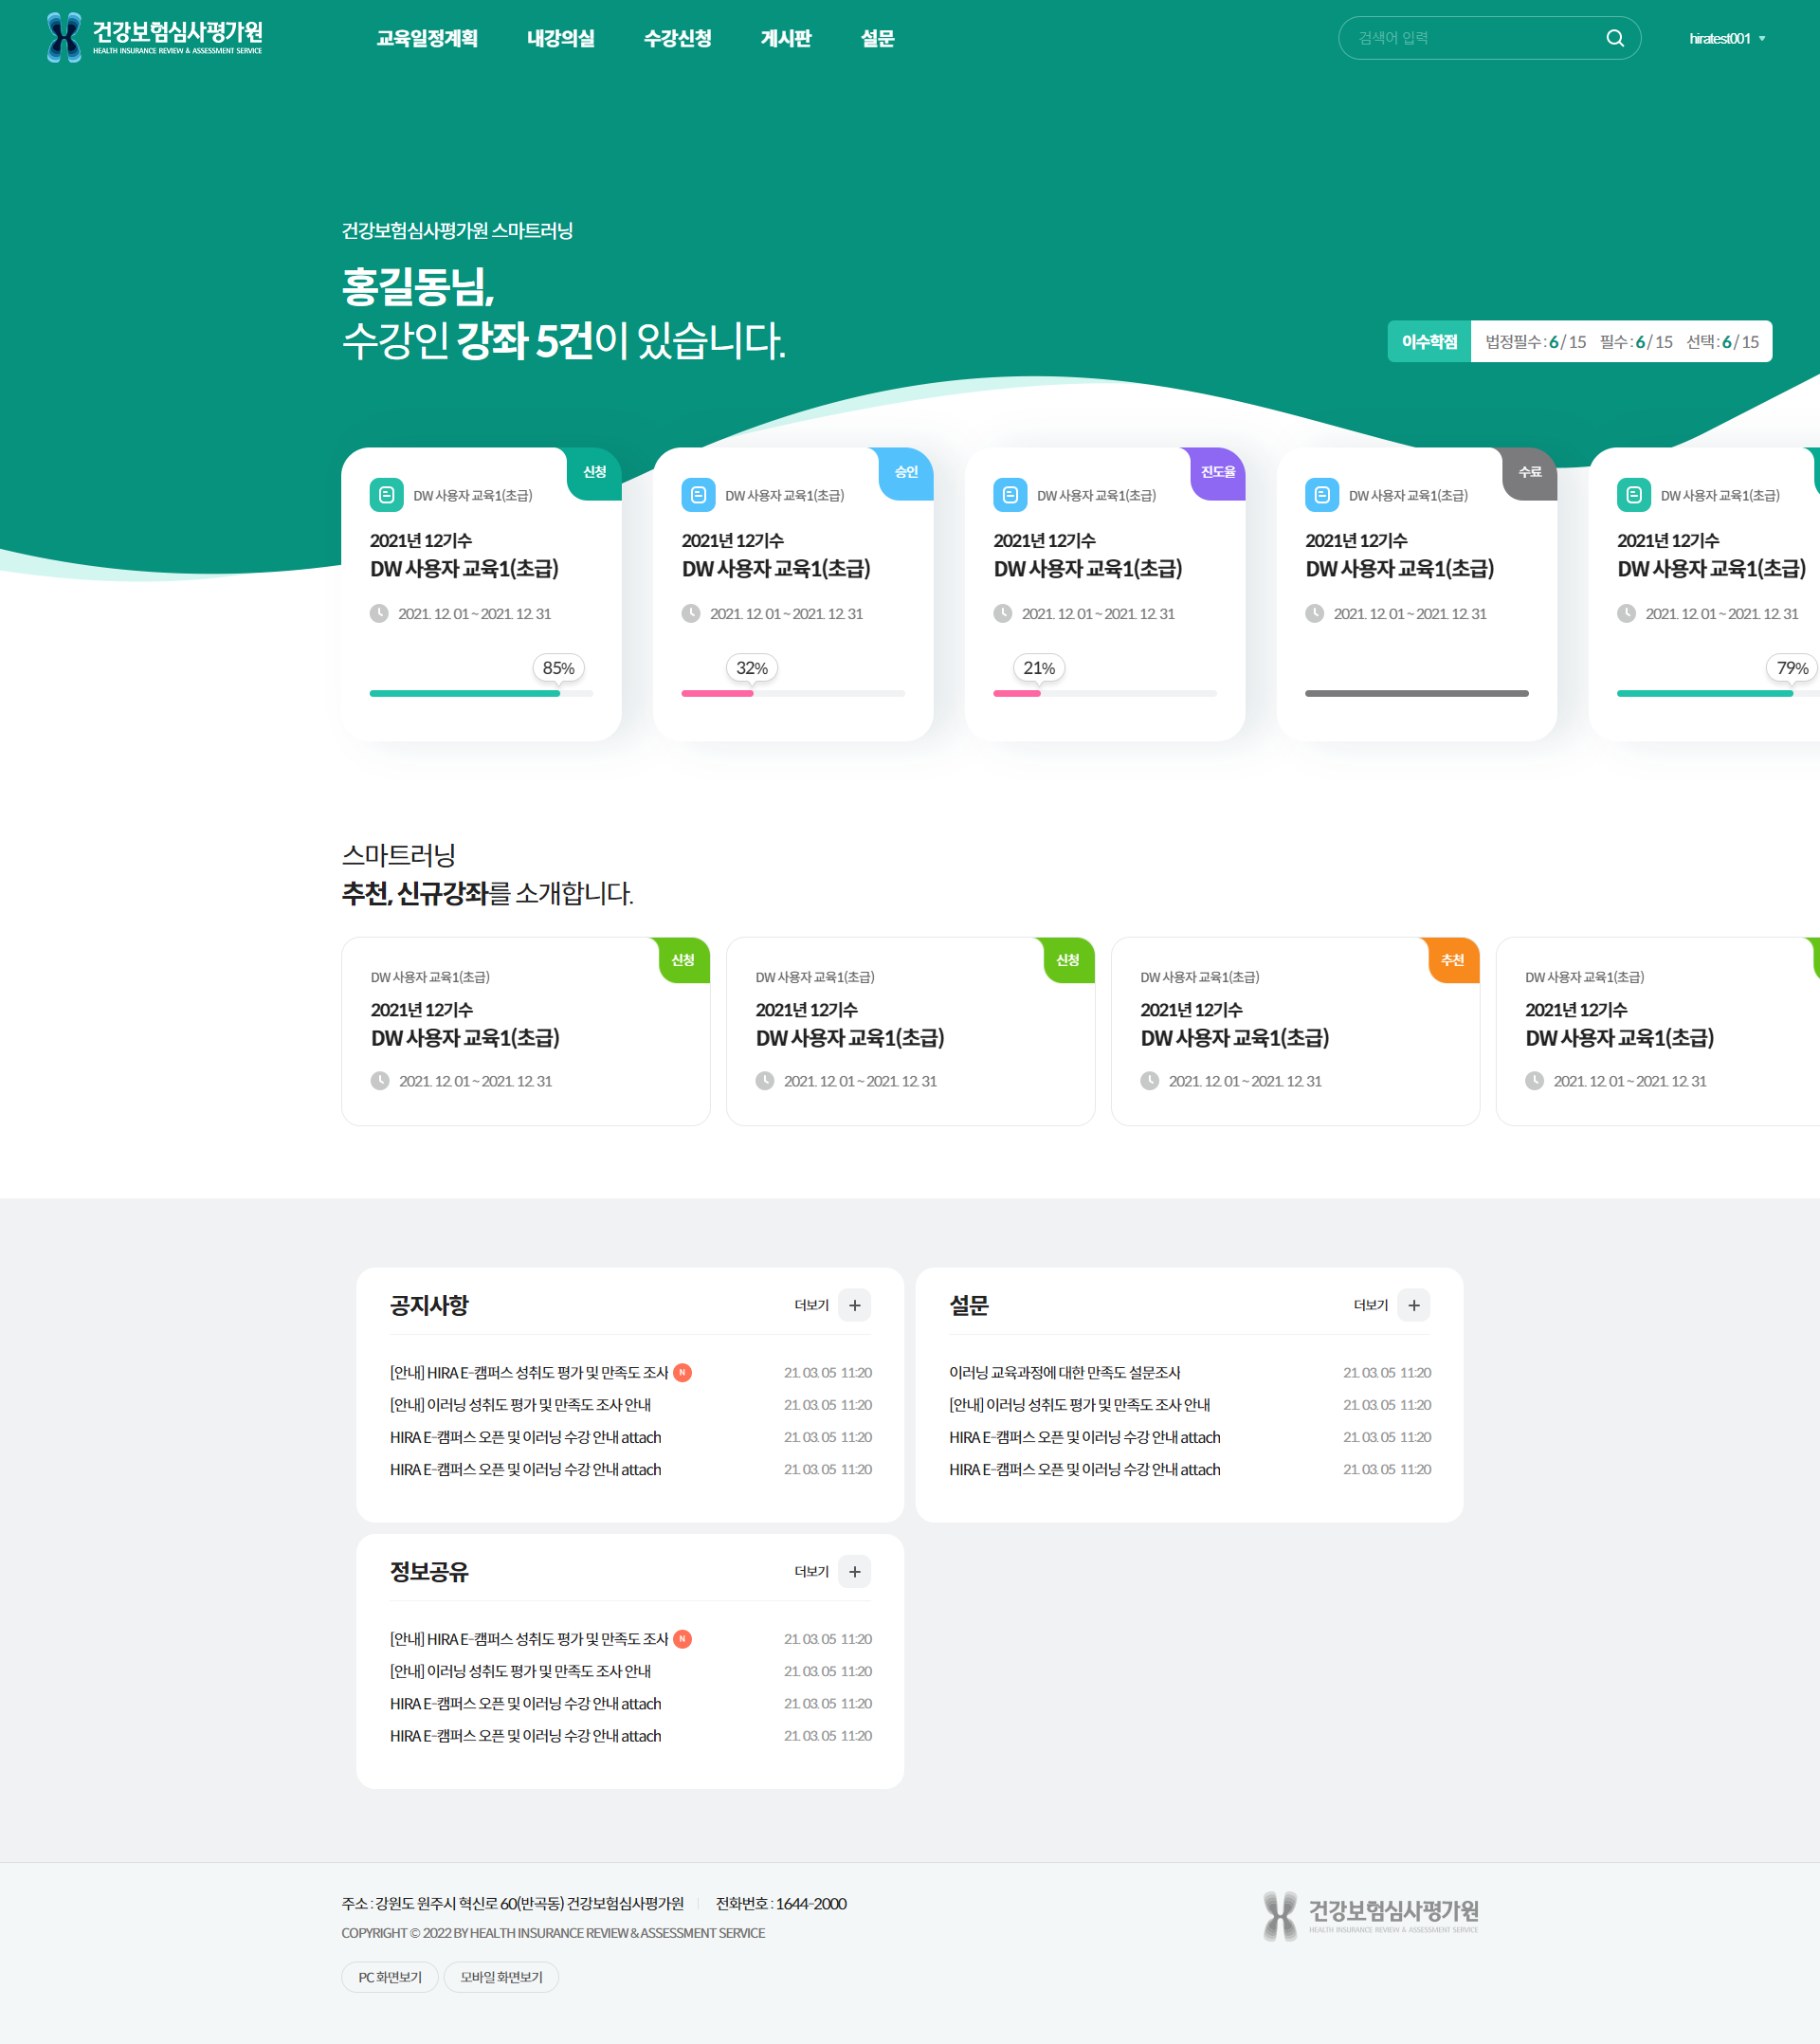 건강보험심사평가원
HEALTH INSURANCE REVIEW & ASSESSMENT SERVICE
교육일정계획 내강의실 수강신청 게시판 설문
검색어 입력
hiratest001
건강보험심사평가원 스마트러닝
홍길동님,
수강인 강좌 5건이 있습니다.
이수학점 법정필수 : 6 / 15 필수 : 6 / 15 선택 : 6 / 15
신청
DW 사용자 교육1(초급)
2021년 12기수
DW 사용자 교육1(초급)
2021. 12. 01 ~ 2021. 12. 31
85%
승인
DW 사용자 교육1(초급)
2021년 12기수
DW 사용자 교육1(초급)
2021. 12. 01 ~ 2021. 12. 31
32%
진도율
DW 사용자 교육1(초급)
2021년 12기수
DW 사용자 교육1(초급)
2021. 12. 01 ~ 2021. 12. 31
21%
수료
DW 사용자 교육1(초급)
2021년 12기수
DW 사용자 교육1(초급)
2021. 12. 01 ~ 2021. 12. 31
DW 사용자 교육1(초급)
2021년 12기수
DW 사용자 교육1(초급)
2021. 12. 01 ~ 2021. 12. 31
79%
스마트러닝
추천, 신규강좌를 소개합니다.
신청
DW 사용자 교육1(초급)
2021년 12기수
DW 사용자 교육1(초급)
2021. 12. 01 ~ 2021. 12. 31
신청
DW 사용자 교육1(초급)
2021년 12기수
DW 사용자 교육1(초급)
2021. 12. 01 ~ 2021. 12. 31
추천
DW 사용자 교육1(초급)
2021년 12기수
DW 사용자 교육1(초급)
2021. 12. 01 ~ 2021. 12. 31
DW 사용자 교육1(초급)
2021년 12기수
DW 사용자 교육1(초급)
2021. 12. 01 ~ 2021. 12. 31
공지사항 더보기 +
[안내] HIRA E-캠퍼스 성취도 평가 및 만족도 조사 N 21. 03. 05 11:20
[안내] 이러닝 성취도 평가 및 만족도 조사 안내 21. 03. 05 11:20
HIRA E-캠퍼스 오픈 및 이러닝 수강 안내 attach 21. 03. 05 11:20
HIRA E-캠퍼스 오픈 및 이러닝 수강 안내 attach 21. 03. 05 11:20
설문 더보기 +
이러닝 교육과정에 대한 만족도 설문조사 21. 03. 05 11:20
[안내] 이러닝 성취도 평가 및 만족도 조사 안내 21. 03. 05 11:20
HIRA E-캠퍼스 오픈 및 이러닝 수강 안내 attach 21. 03. 05 11:20
HIRA E-캠퍼스 오픈 및 이러닝 수강 안내 attach 21. 03. 05 11:20
정보공유 더보기 +
[안내] HIRA E-캠퍼스 성취도 평가 및 만족도 조사 N 21. 03. 05 11:20
[안내] 이러닝 성취도 평가 및 만족도 조사 안내 21. 03. 05 11:20
HIRA E-캠퍼스 오픈 및 이러닝 수강 안내 attach 21. 03. 05 11:20
HIRA E-캠퍼스 오픈 및 이러닝 수강 안내 attach 21. 03. 05 11:20
주소 : 강원도 원주시 혁신로 60(반곡동) 건강보험심사평가원 | 전화번호 : 1644-2000
COPYRIGHT © 2022 BY HEALTH INSURANCE REVIEW & ASSESSMENT SERVICE
PC 화면보기 모바일 화면보기
건강보험심사평가원
HEALTH INSURANCE REVIEW & ASSESSMENT SERVICE